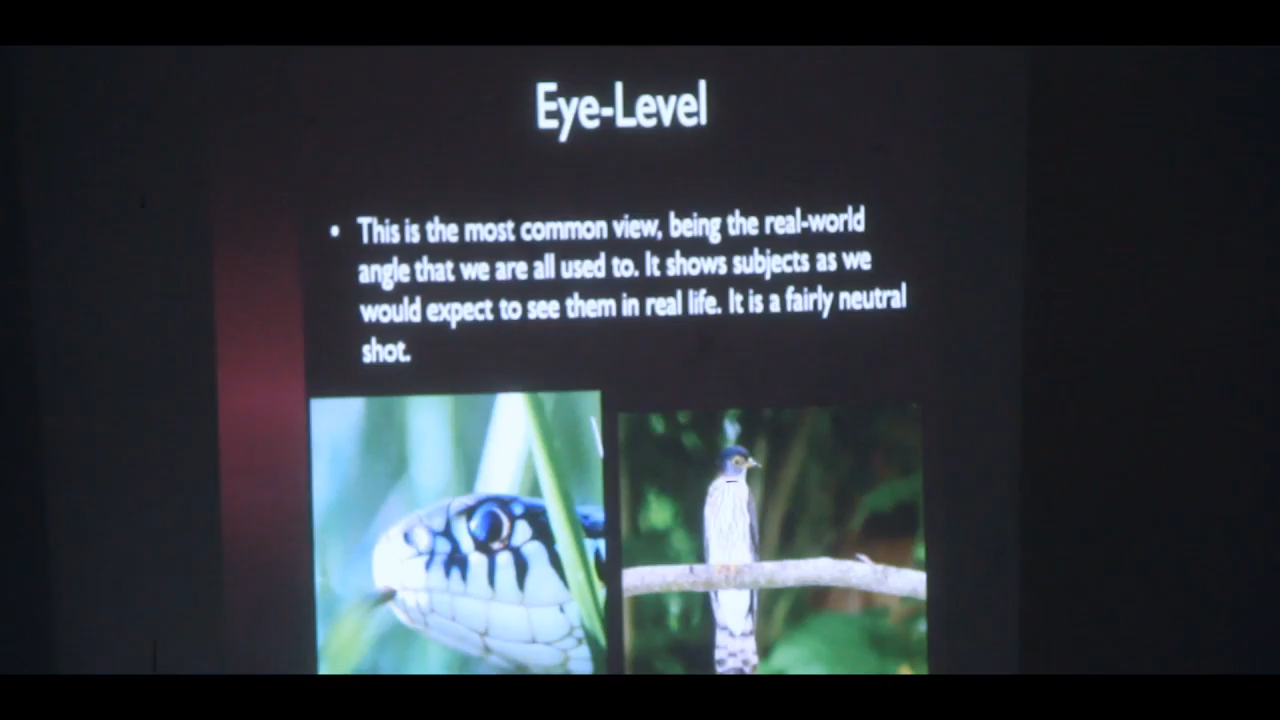 Eye-Level
• This is the most common view, being the real-world
angle that we are all used to. It shows subjects as we
would expect to see them in real life. It is a fairly neutral
shot.